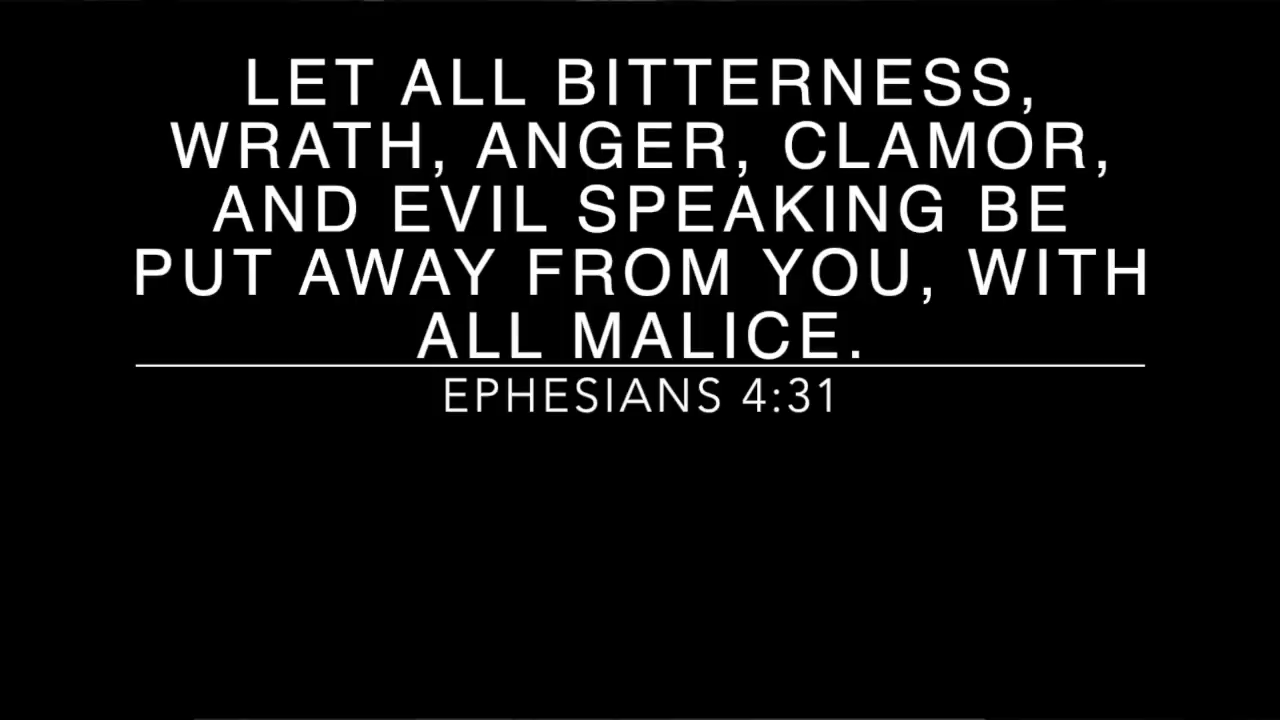 LET ALL BITTERNESS,
WRATH, ANGER, CLAMOR,
AND EVIL SPEAKING BE
PUT AWAY FROM YOU, WITH
ALL MALICE.
EPHESIANS 4:31